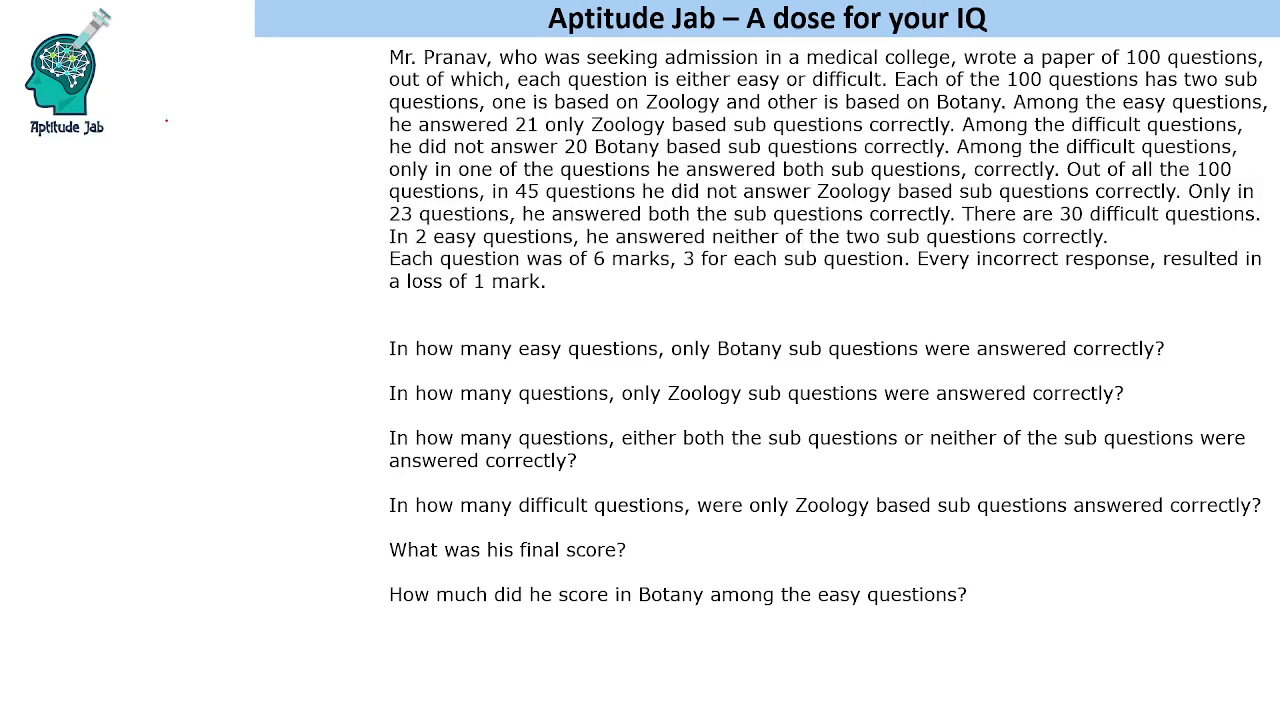 Aptitude Jab – A dose for your IQ
Aptitude Jab
Mr. Pranav, who was seeking admission in a medical college, wrote a paper of 100 questions,
out of which, each question is either easy or difficult. Each of the 100 questions has two sub
questions, one is based on Zoology and other is based on Botany. Among the easy questions,
he answered 21 only Zoology based sub questions correctly. Among the difficult questions,
he did not answer 20 Botany based sub questions correctly. Among the difficult questions,
only in one of the questions he answered both sub questions, correctly. Out of all the 100
questions, in 45 questions he did not answer Zoology based sub questions correctly. Only in
23 questions, he answered both the sub questions correctly. There are 30 difficult questions.
In 2 easy questions, he answered neither of the two sub questions correctly.
Each question was of 6 marks, 3 for each sub question. Every incorrect response, resulted in
a loss of 1 mark.
In how many easy questions, only Botany sub questions were answered correctly?
In how many questions, only Zoology sub questions were answered correctly?
In how many questions, either both the sub questions or neither of the sub questions were
answered correctly?
In how many difficult questions, were only Zoology based sub questions answered correctly?
What was his final score?
How much did he score in Botany among the easy questions?